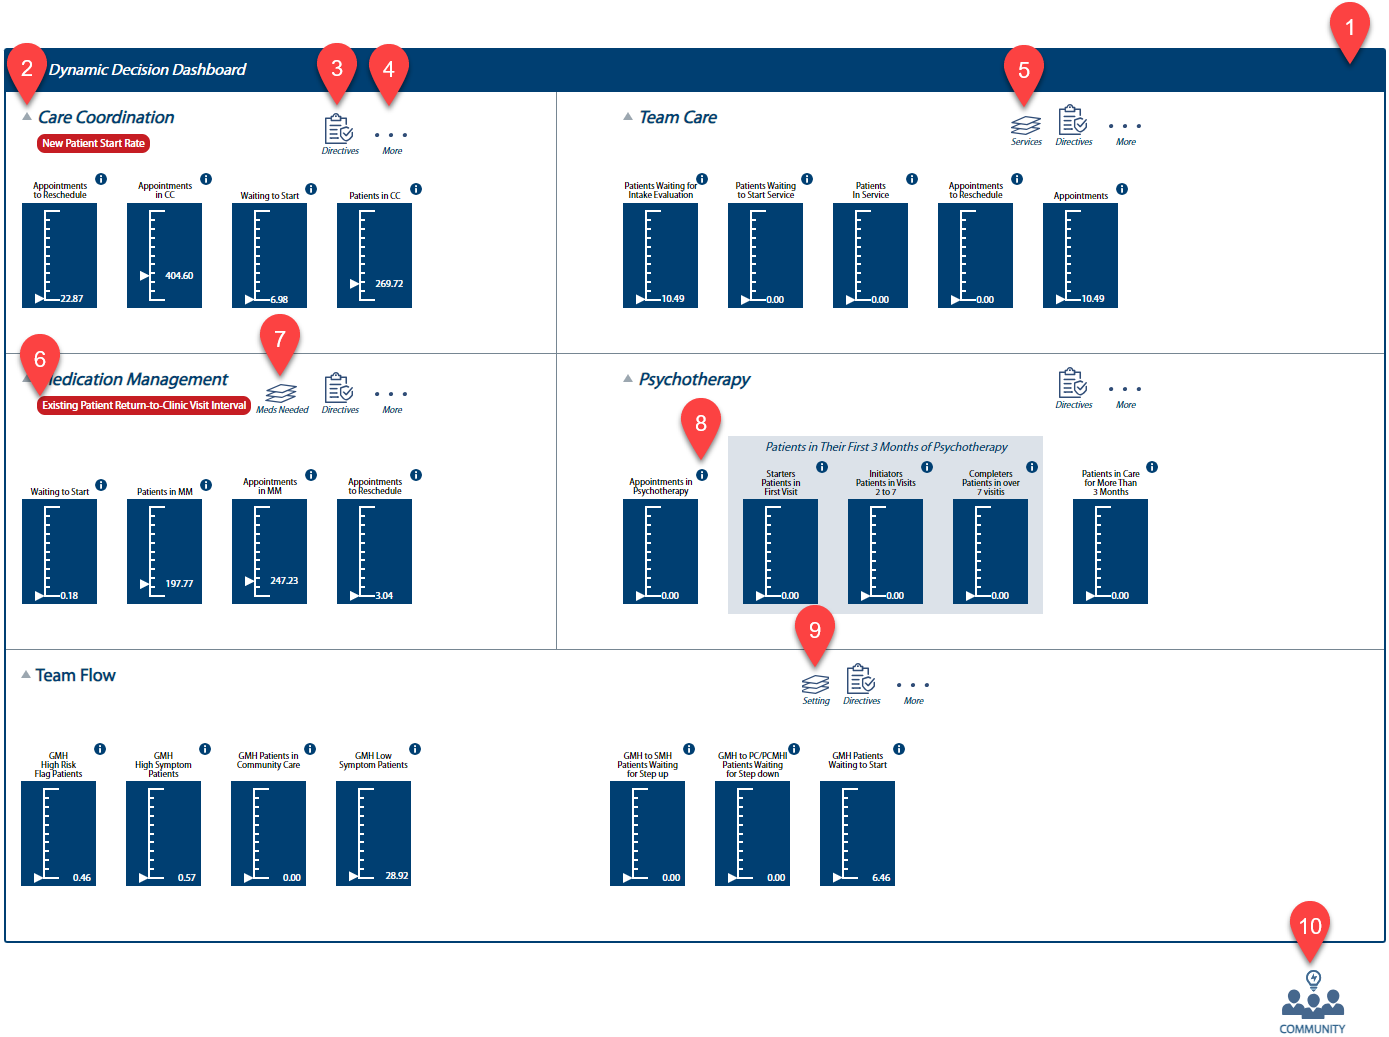 1
2
3
4
5
Dynamic Decision Dashboard
Care Coordination
New Patient Start Rate
Directives
More
Appointments
to Reschedule
22.87
Appointments
in CC
404.60
Waiting to Start
6.98
Patients in CC
269.72
Team Care
Services
Directives
More
Patients Waiting for
Intake Evaluation
10.49
Patients Waiting
to Start Service
0.00
Patients
In Service
0.00
Appointments
to Reschedule
0.00
Appointments
10.49
6
7
edication Management
Existing Patient Return-to-Clinic Visit Interval
Meds Needed
Directives
More
Waiting to Start
0.18
Patients in MM
197.77
Appointments
in MM
247.23
Appointments
to Reschedule
3.04
Psychotherapy
Directives
More
8
Appointments in
Psychotherapy
0.00
Patients in Their First 3 Months of Psychotherapy
Starters
Patients in
First Visit
0.00
Initiators
Patients in Visits
2 to 7
0.00
Completers
Patients in over
7 visitis
0.00
Patients in Care
for More Than
3 Months
0.00
9
Team Flow
Setting
Directives
More
GMH
High Risk
Flag Patients
0.46
GMH
High Symptom
Patients
0.57
GMH Patients in
Community Care
0.00
GMH Low
Symptom Patients
28.92
GMH to SMH
Patients Waiting
for Step up
0.00
GMH to PC/PCMHI
Patients Waiting
for Step down
0.00
GMH Patients
Waiting to Start
6.46
10
COMMUNITY